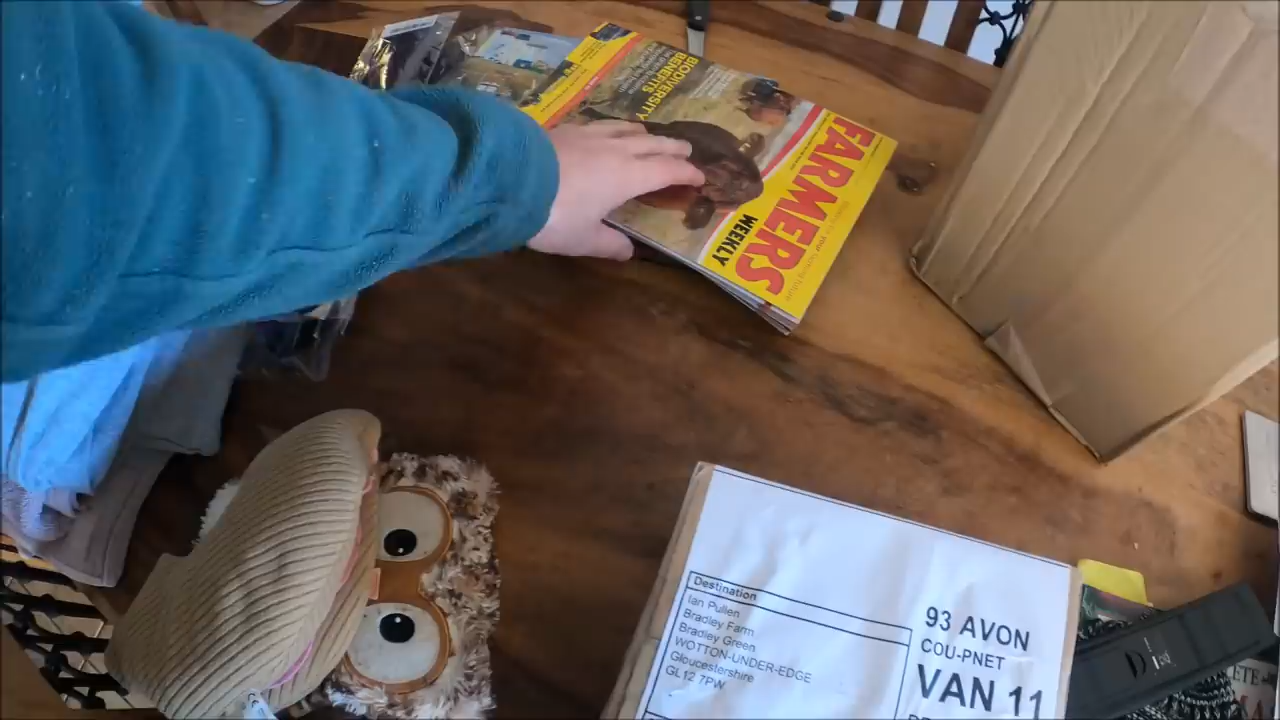 FARMERS
WEEKLY
BIODIVERSITY
BENEFITS
Destination
Ian Pullen
Bradley Farm
Bradley Green
WOTTON-UNDER-EDGE
Gloucestershire
GL12 7PW
93 AVON
COU-PNET
VAN 11